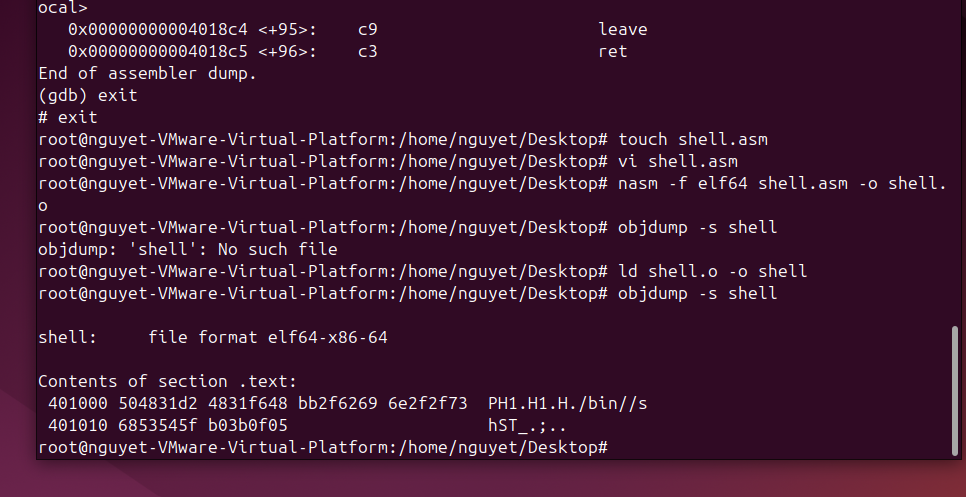 ocal>
   0x00000000004018c4 <+95>:    c9                      leave
   0x00000000004018c5 <+96>:    c3                      ret
End of assembler dump.
(gdb) exit
# exit
root@nguyet-VMware-Virtual-Platform:/home/nguyet/Desktop# touch shell.asm
root@nguyet-VMware-Virtual-Platform:/home/nguyet/Desktop# vi shell.asm
root@nguyet-VMware-Virtual-Platform:/home/nguyet/Desktop# nasm -f elf64 shell.asm -o shell.
o
root@nguyet-VMware-Virtual-Platform:/home/nguyet/Desktop# objdump -s shell
objdump: 'shell': No such file
root@nguyet-VMware-Virtual-Platform:/home/nguyet/Desktop# ld shell.o -o shell
root@nguyet-VMware-Virtual-Platform:/home/nguyet/Desktop# objdump -s shell

shell:     file format elf64-x86-64

Contents of section .text:
 401000 504831d2 4831f648 bb2f6269 6e2f2f73  PH1.H1.H./bin//s
 401010 6853545f b03b0f05                    hST_.;..
root@nguyet-VMware-Virtual-Platform:/home/nguyet/Desktop#